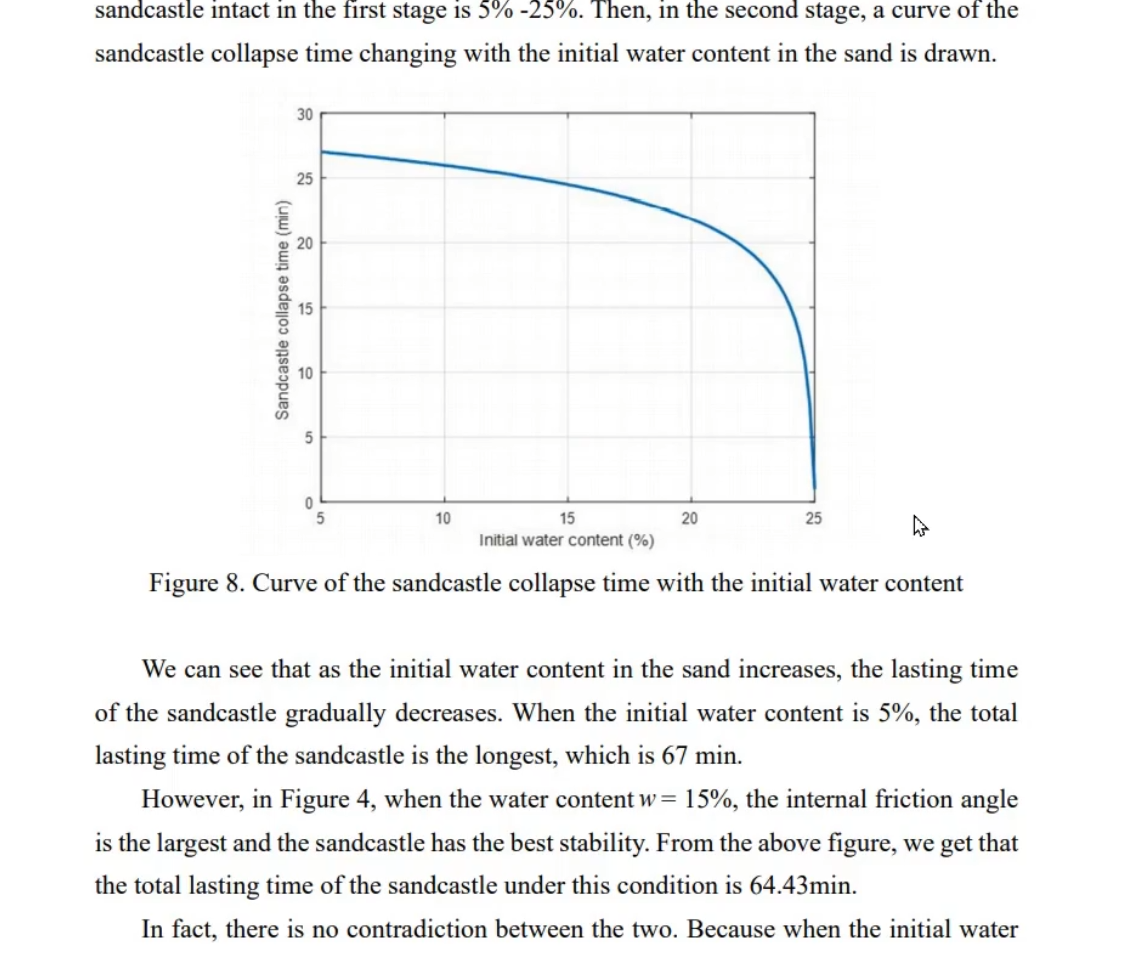 sandcastle intact in the first stage is 5% -25%. Then, in the second stage, a curve of the
sandcastle collapse time changing with the initial water content in the sand is drawn.
30
25
20
15
10
5
0
Sandcastle collapse time (min)
5 10 15 20 25
Initial water content (%)
Figure 8. Curve of the sandcastle collapse time with the initial water content
We can see that as the initial water content in the sand increases, the lasting time
of the sandcastle gradually decreases. When the initial water content is 5%, the total
lasting time of the sandcastle is the longest, which is 67 min.
However, in Figure 4, when the water content w = 15%, the internal friction angle
is the largest and the sandcastle has the best stability. From the above figure, we get that
the total lasting time of the sandcastle under this condition is 64.43min.
In fact, there is no contradiction between the two. Because when the initial water